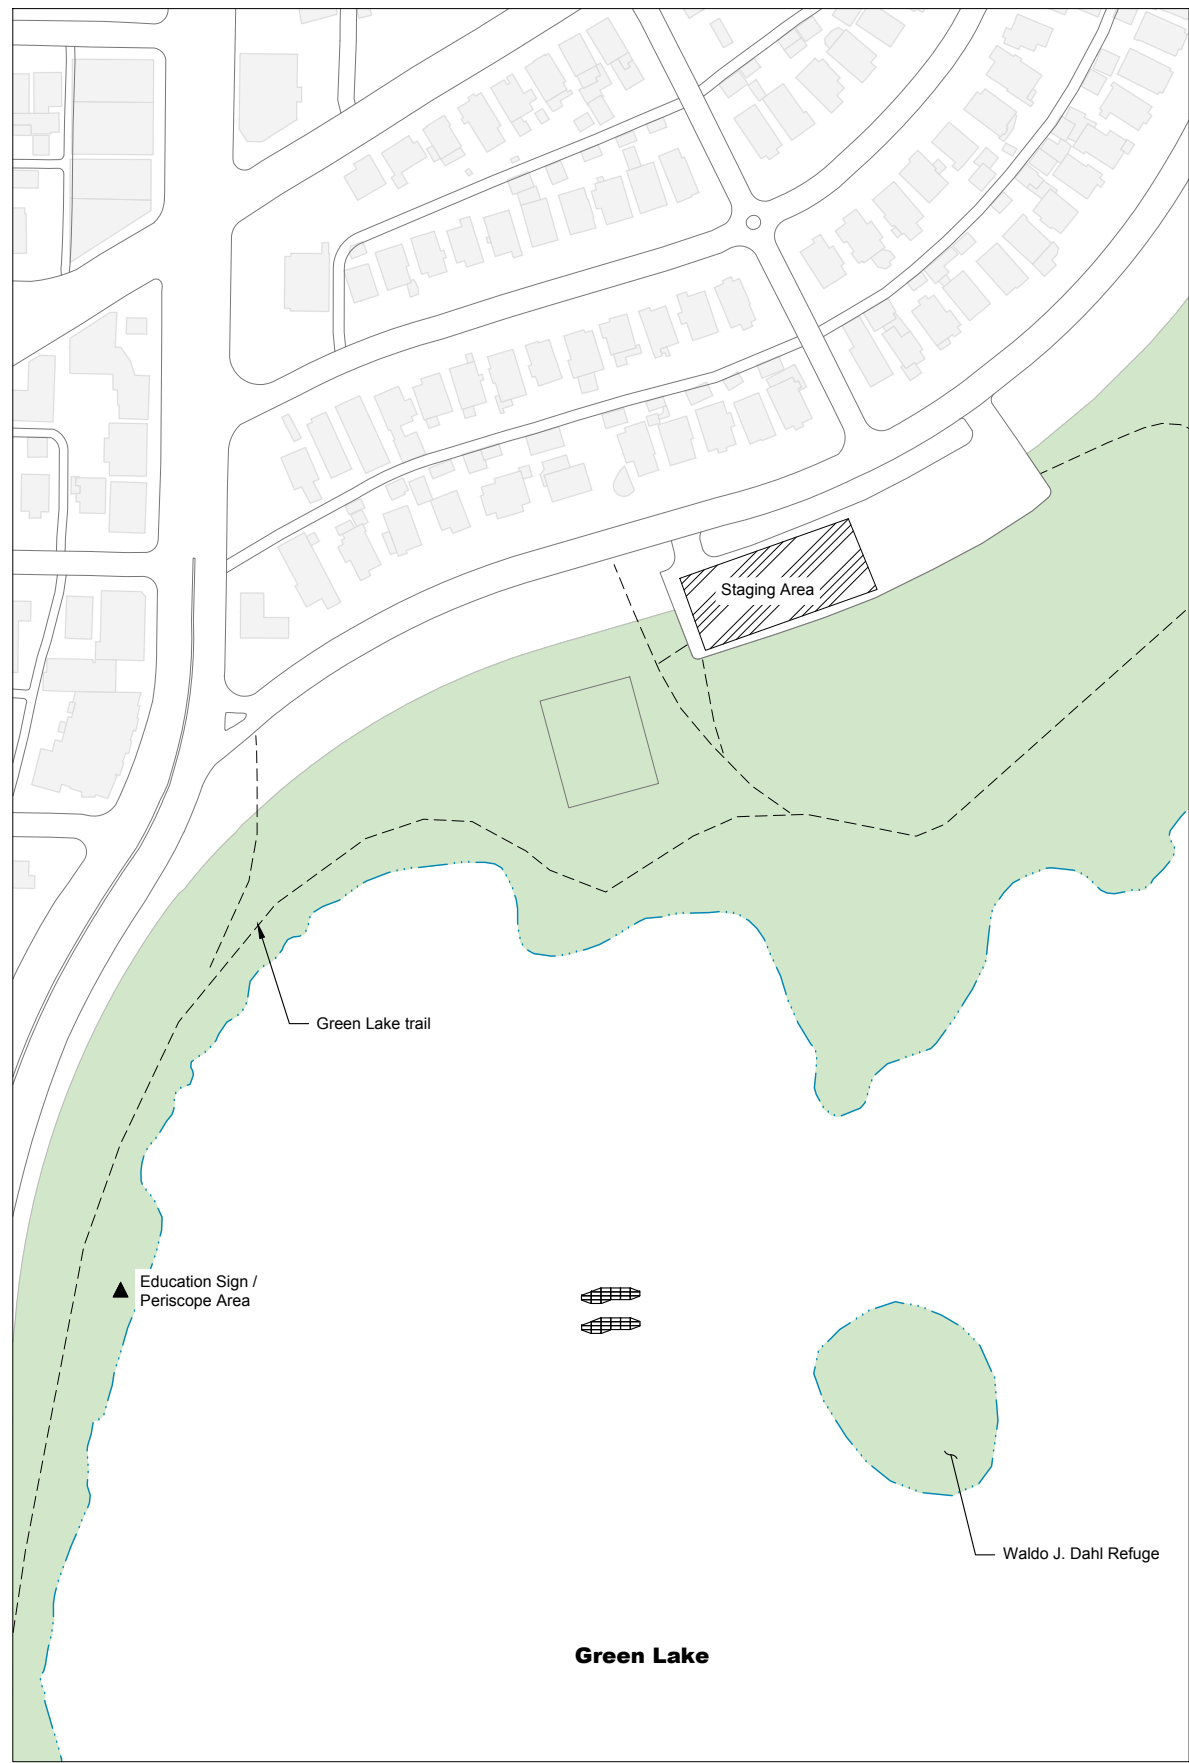 Staging Area
Green Lake trail
Education Sign /
Periscope Area
Waldo J. Dahl Refuge
Green Lake